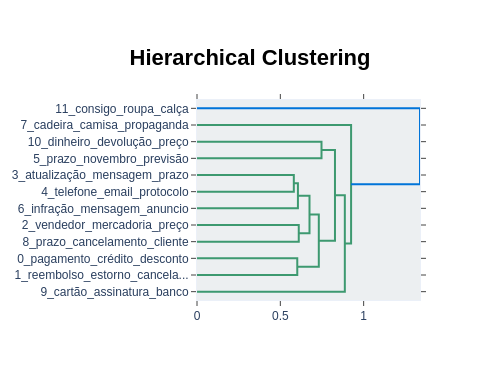 Hierarchical Clustering
11_consigo_roupa_calça
7_cadeira_camisa_propaganda
10_dinheiro_devolução_preço
5_prazo_novembro_previsão
3_atualização_mensagem_prazo
4_telefone_email_protocolo
6_infração_mensagem_anuncio
2_vendedor_mercadoria_preço
8_prazo_cancelamento_cliente
0_pagamento_crédito_desconto
1_reembolso_estorno_cancela...
9_cartão_assinatura_banco
0 0.5 1